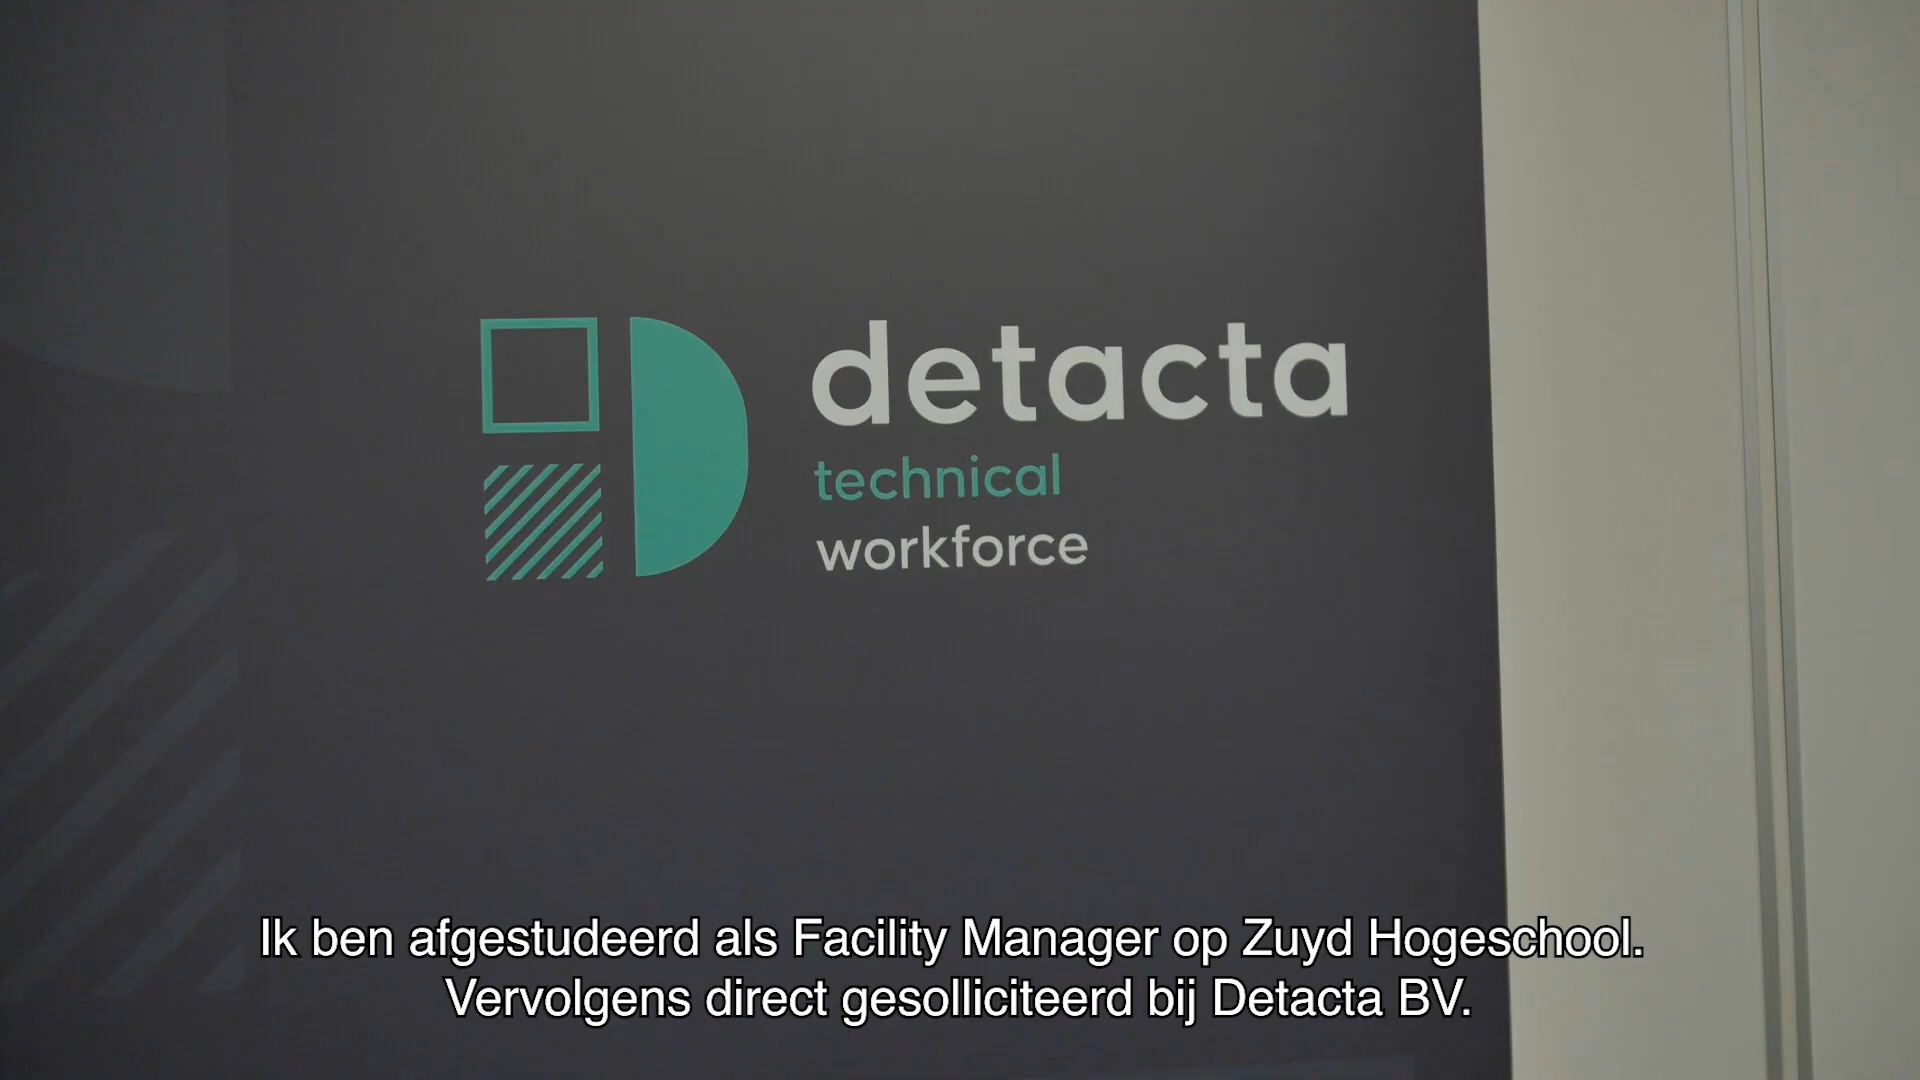 detacta
technical
workforce
Ik ben afgestudeerd als Facility Manager op Zuyd Hogeschool.
Vervolgens direct gesolliciteerd bij Detacta BV.